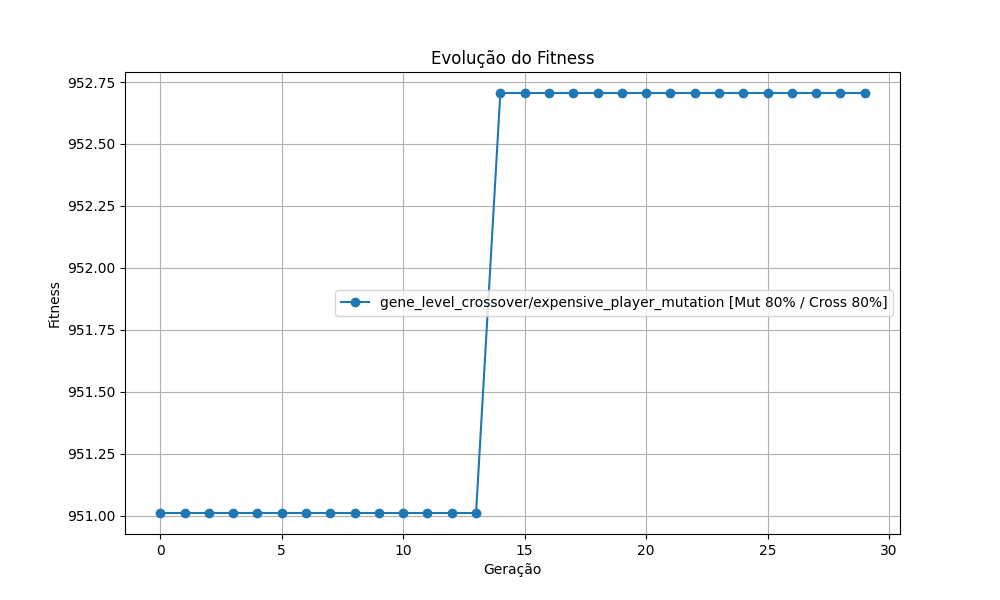 Evolução do Fitness
Fitness
952.75
952.50
952.25
952.00
951.75
951.50
951.25
951.00
gene_level_crossover/expensive_player_mutation [Mut 80% / Cross 80%]
0 5 10 15 20 25 30
Geração